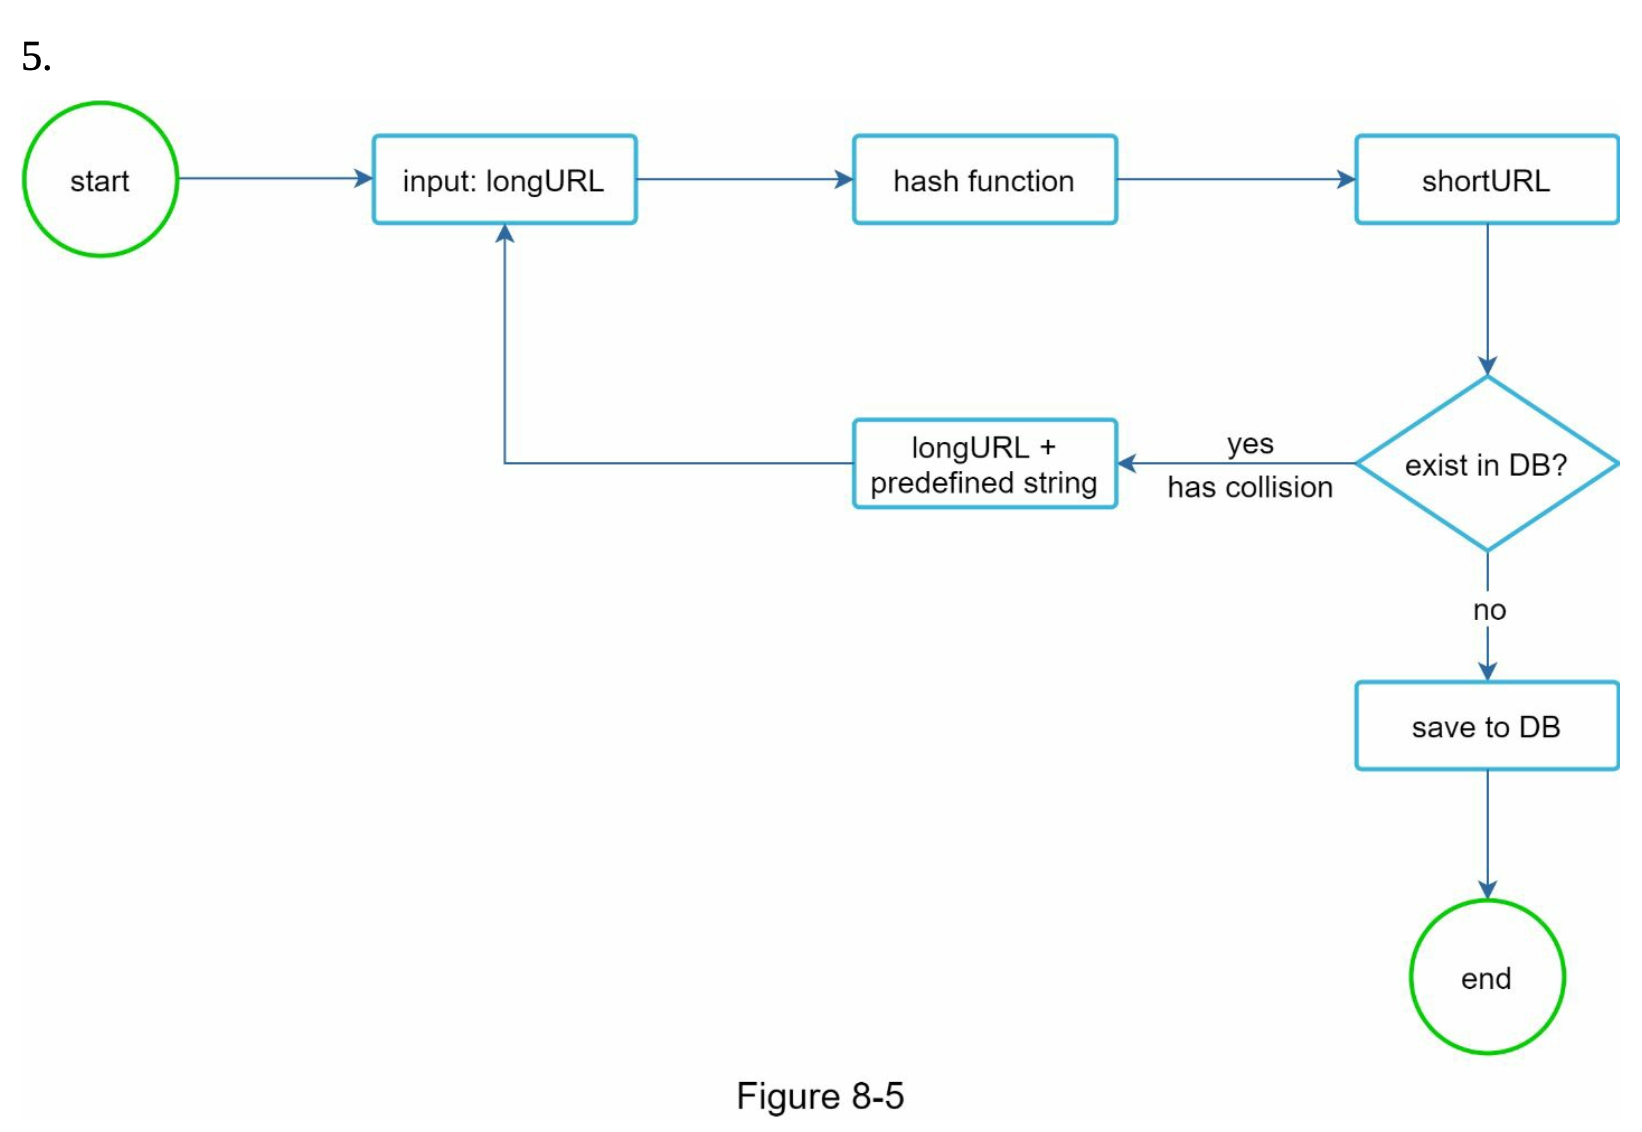 5.
start
input: longURL
hash function
shortURL
longURL +
predefined string
yes
has collision
exist in DB?
no
save to DB
end
Figure 8-5